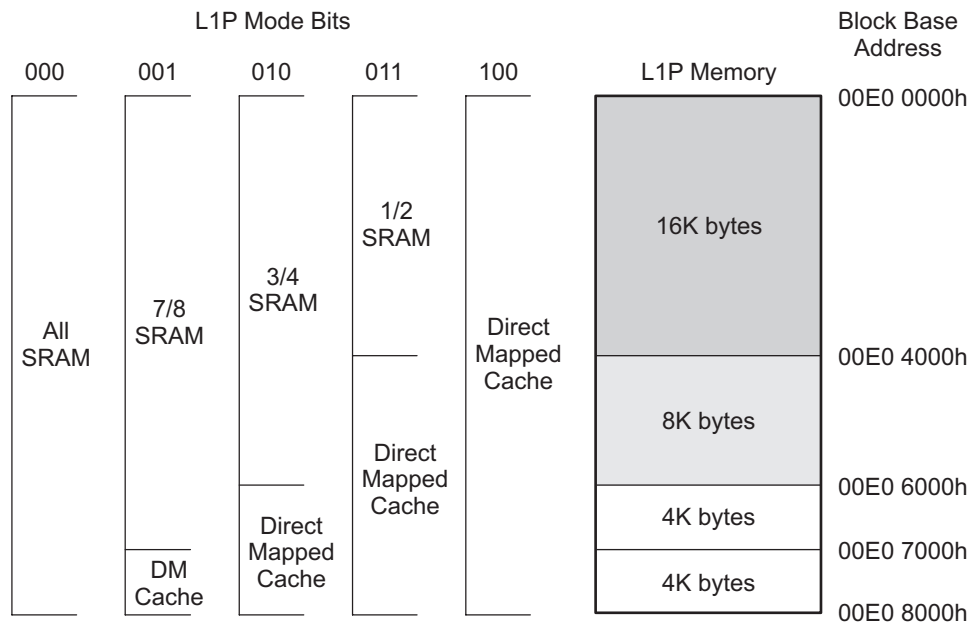 L1P Mode Bits
Block Base
Address
000 001 010 011 100 L1P Memory
00E0 0000h
1/2
SRAM
16K bytes
3/4
SRAM
7/8
SRAM
All
SRAM
Direct
Mapped
Cache
00E0 4000h
8K bytes
Direct
Mapped
Cache
00E0 6000h
4K bytes
Direct
Mapped
Cache
00E0 7000h
DM
Cache
4K bytes
00E0 8000h